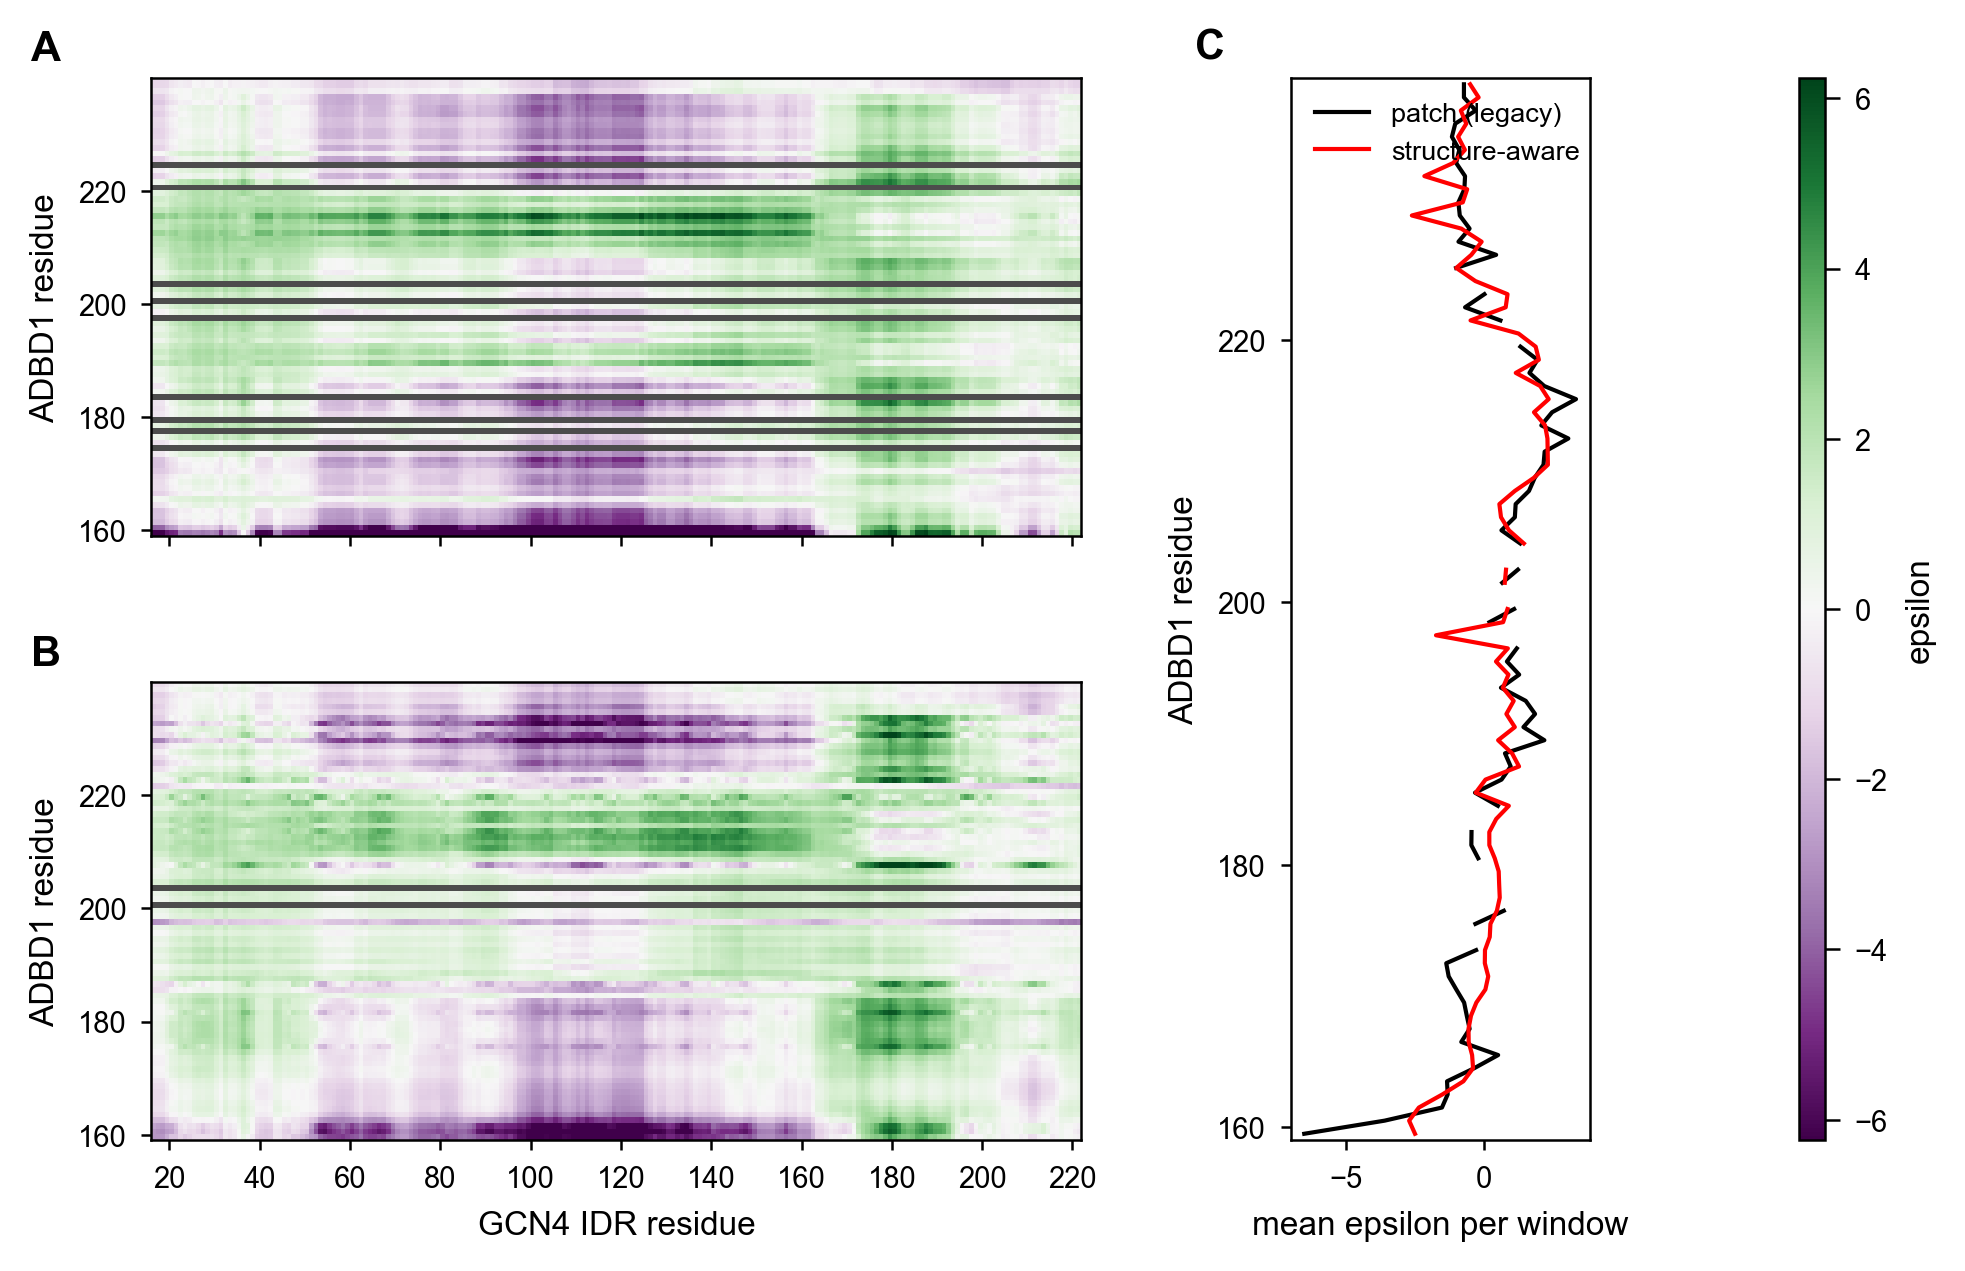 A
220
200
180
160
ADBD1 residue
B
220
200
180
160
ADBD1 residue
20 40 60 80 100 120 140 160 180 200 220
GCN4 IDR residue
C
patch (legacy)
structure-aware
220
200
180
160
ADBD1 residue
−5 0
mean epsilon per window
6
4
2
0
−2
−4
−6
epsilon